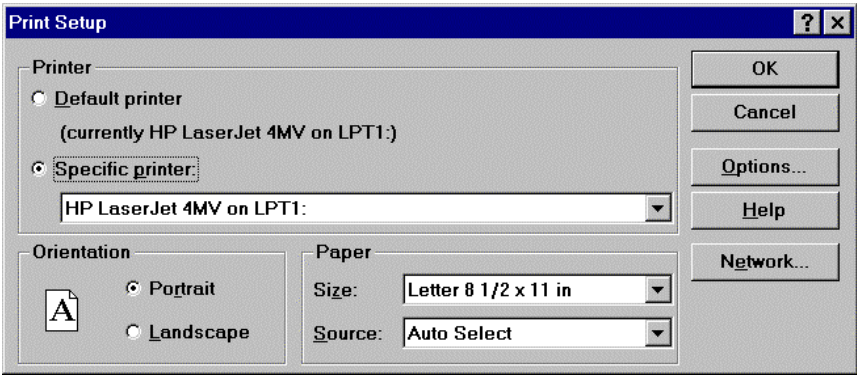 Print Setup
Printer
Default printer
(currently HP LaserJet 4MV on LPT1:)
Specific printer:
HP LaserJet 4MV on LPT1:
Orientation
A
Portrait
Landscape
Paper
Size:
Letter 8 1/2 x 11 in
Source:
Auto Select
?
OK
Cancel
Options...
Help
Network...